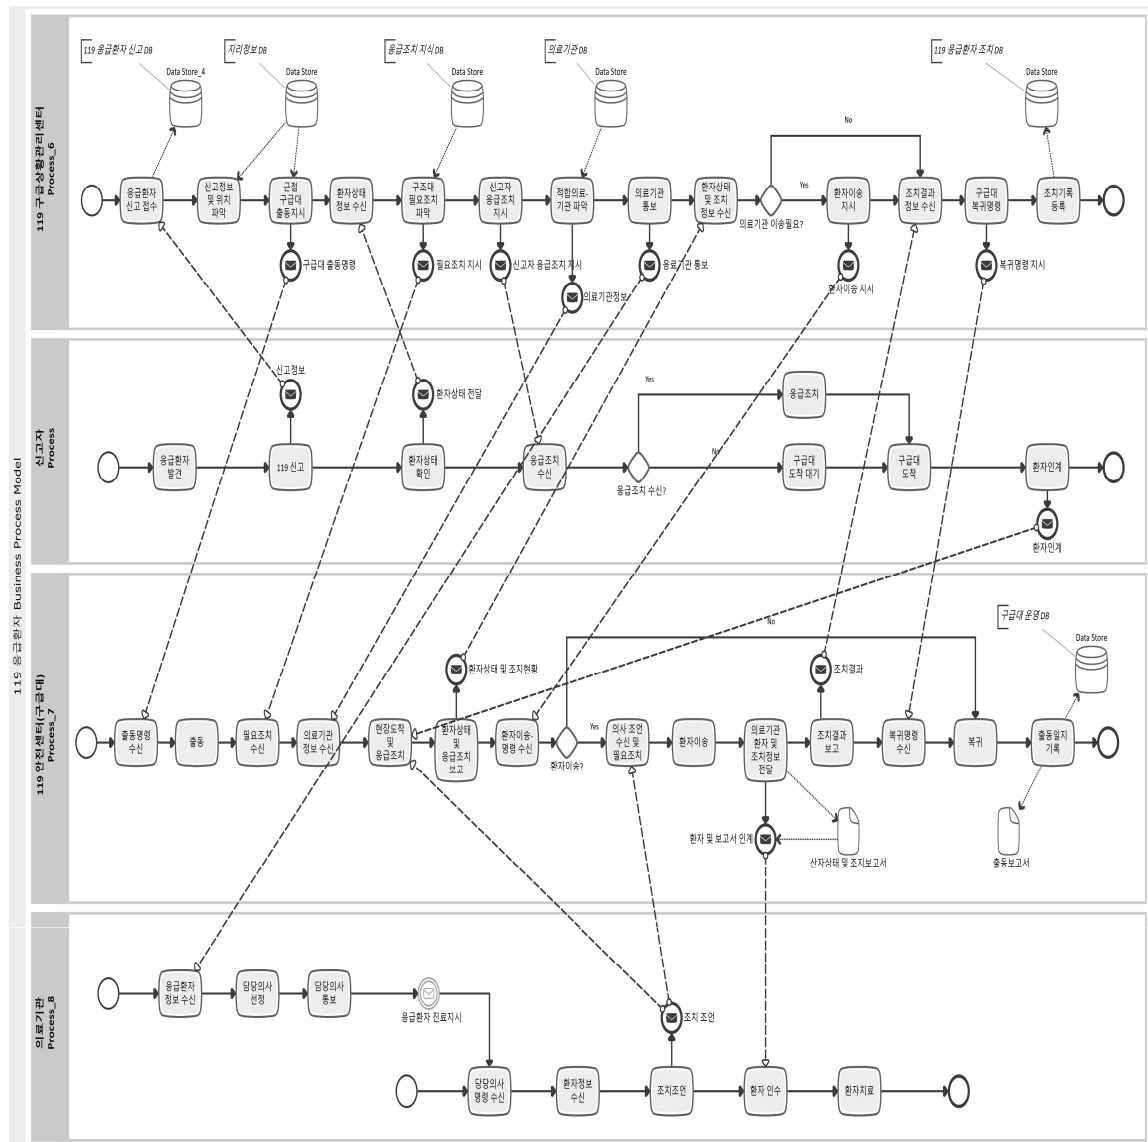 119 응급환자 Business Process Model
119 구급상황관리센터
Process_6
119 응급환자 신고 DB
지리정보 DB
응급조치 지식 DB
의료기관 DB
119 응급환자 조치 DB
Data Store_4
Data Store
Data Store
Data Store
Data Store
No
응급환자
신고 접수
신고정보
및 위치
파악
근접
구급대
출동지시
환자상태
정보 수신
구조대
필요조치
파악
신고자
응급조치
지시
적합의료.
기관 파악
의료기관
통보
환자상태
및 조치
정보 수신
Yes
의료기관 이송필요?
환자이송
지시
조치결과
정보 수신
구급대
복귀명령
조치기록
등록
구급대 출동명령
필요조치 지시
신고자 응급조치 지시
의료기관정보
응료기관 통보
환자이송 지시
복귀명령 지시
신고자
Process
신고정보
환자상태 전달
Yes
응급조치
응급환자
발견
119 신고
환자상태
확인
응급조치
수신
No
응급조치 수신?
구급대
도착 대기
구급대
도착
환자인계
환자인계
119 안전센터(구급대)
Process_7
No
구급대 운영 DB
Data Store
환자상태 및 조지현황
조치결과
출동명령
수신
출동
필요조치
수신
의료기관
정보 수신
현장도착
및
응급조치
환자상태
및
응급조치
보고
환자이송.
명령 수신
Yes
환자이송?
의사 조언
수신 및
필요조치
환자이송
의료기관
환자 및
조치정보
전달
조치결과
보고
복귀명령
수신
복귀
출동일지
기록
환자 및 보고서 인계
산자상태 및 조지보고서
출동보고서
의료기관
Process_8
응급환자
정보 수신
담당의사
선정
담당의사
통보
응급환자 진료지시
조치 조언
당당의사
명령 수신
환자정보
수신
조치조언
환자 인수
환자치료